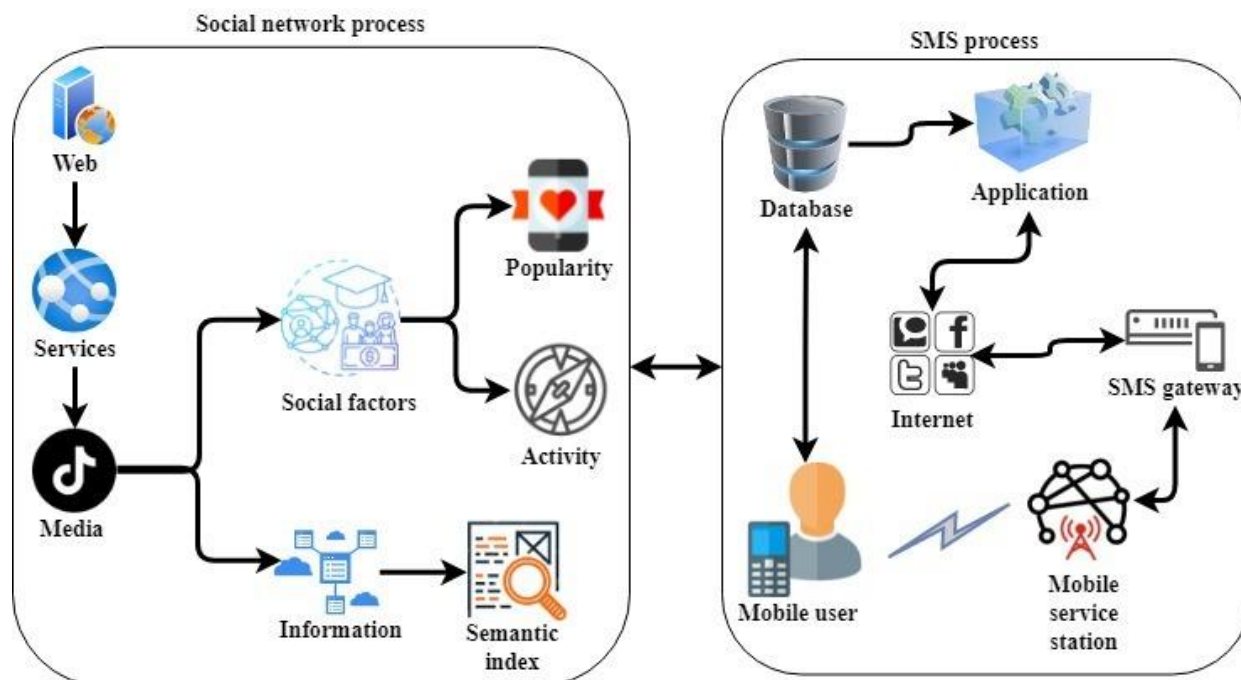 Social network process
Web
Services
Media
Social factors
Popularity
Activity
Information
Semantic
index
SMS process
Database
Application
Internet
SMS gateway
Mobile user
Mobile
service
station